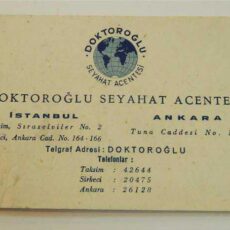 DOKTOROĞLU
SEYAHAT ACENTESİ
DOKTOROĞLU SEYAHAT ACENTE
İSTANBUL ANKARA
Sıraselviler No. 2 Tuna Caddesi No.
Ankara Cad. No. 164-166
Telgraf Adresi: DOKTOROĞLU
Telefonlar :
Taksim : 42644
Sirkeci : 20475
Ankara : 26128